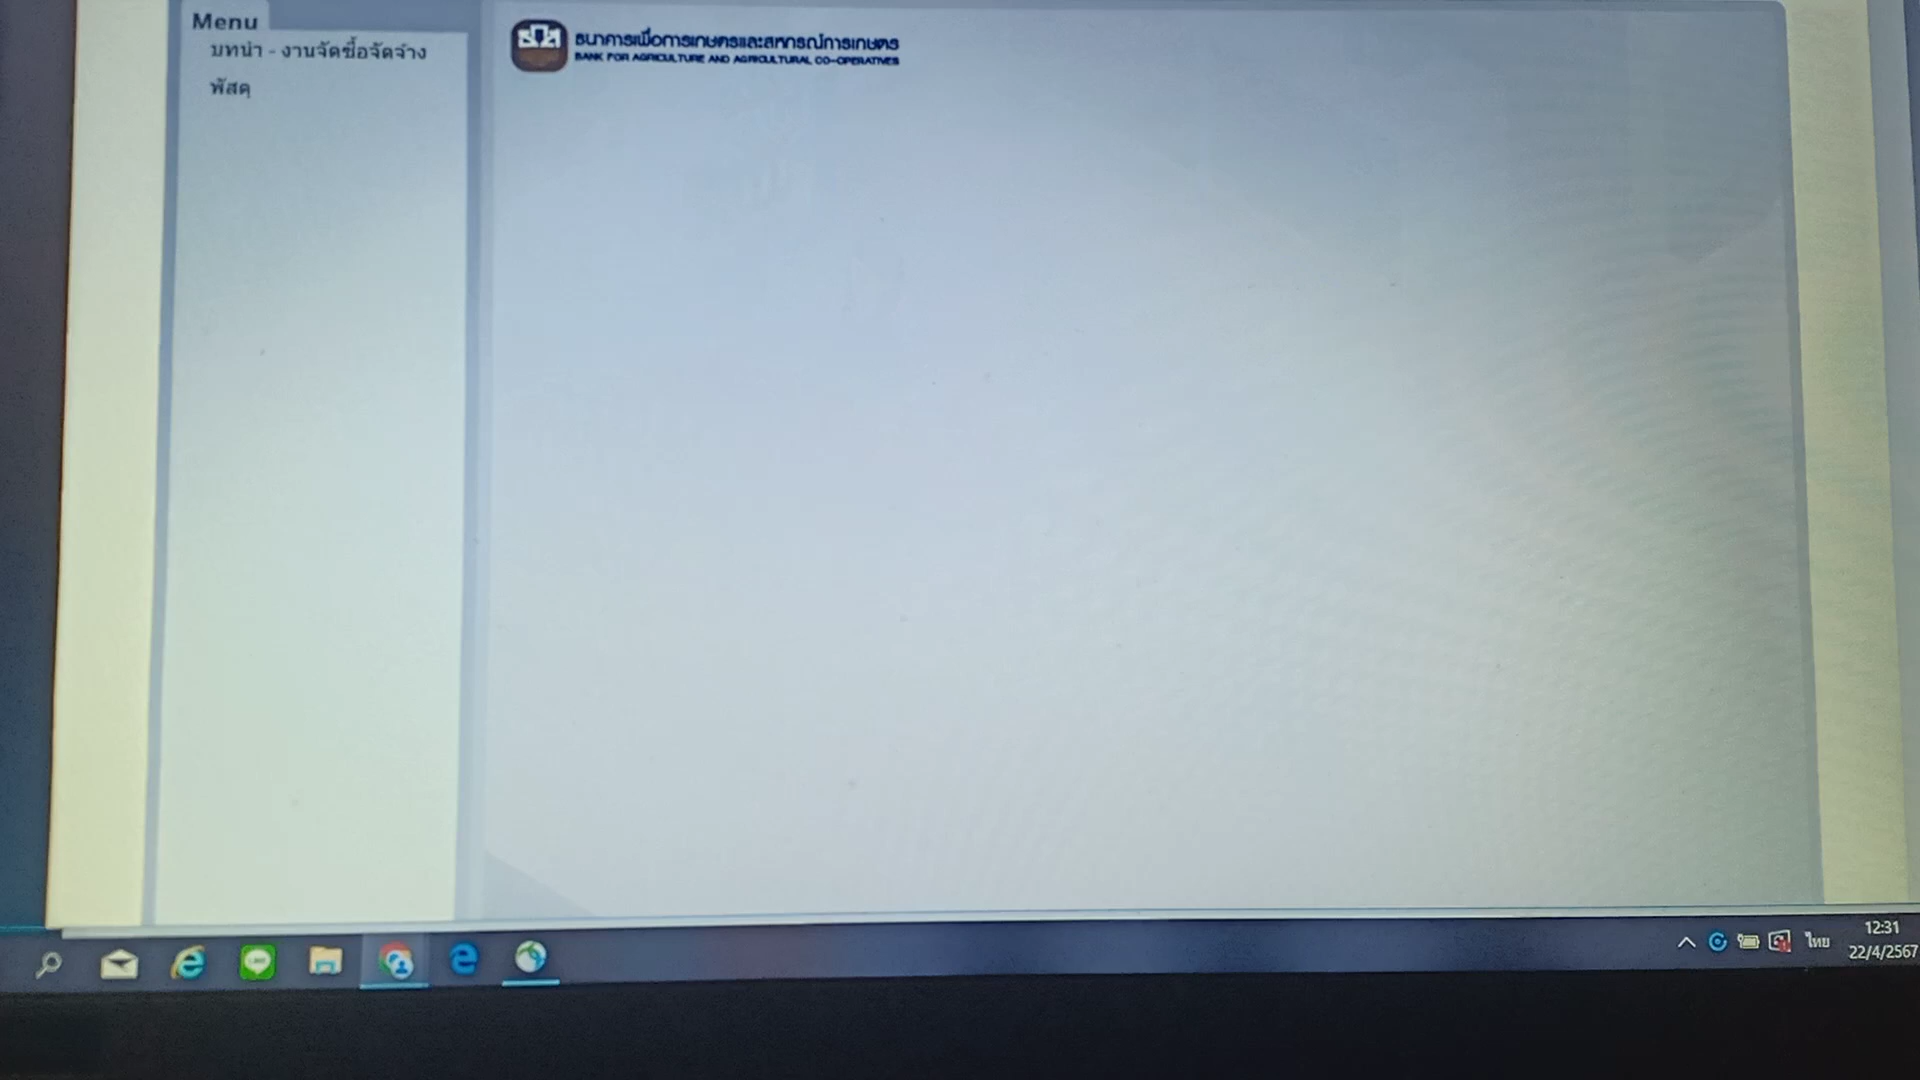 Menu
บทนำ - งานจัดซื้อจัดจ้าง
พัสดุ
ธกส
ธนาคารเพื่อการเกษตรและสหกรณ์การเกษตร
BANK FOR AGRICULTURE AND AGRICULTURAL CO-OPERATIVES
ไทย
12:31
22/4/2567